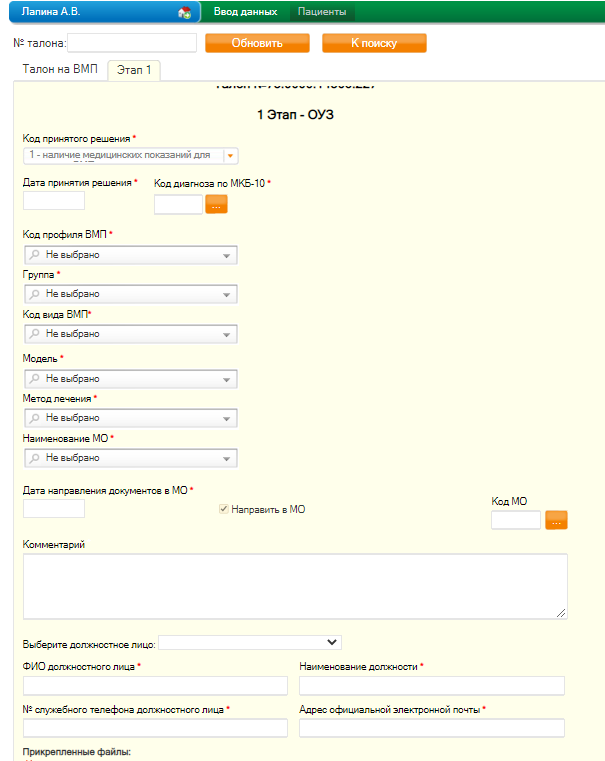 Лапина А.В. Ввод данных Пациенты
№ талона: Обновить К поиску
Талон на ВМП Этап 1
1 Этап - ОУЗ
Код принятого решения *
1 - наличие медицинских показаний для
Дата принятия решения * Код диагноза по МКБ-10 *
...
Код профиля ВМП *
Не выбрано
Группа *
Не выбрано
Код вида ВМП*
Не выбрано
Модель *
Не выбрано
Метод лечения *
Не выбрано
Наименование МО *
Не выбрано
Дата направления документов в МО *
Направить в МО
Код МО
...
Комментарий
Выберите должностное лицо:
ФИО должностного лица * Наименование должности *
№ служебного телефона должностного лица * Адрес официальной электронной почты *
Прикрепленные файлы: